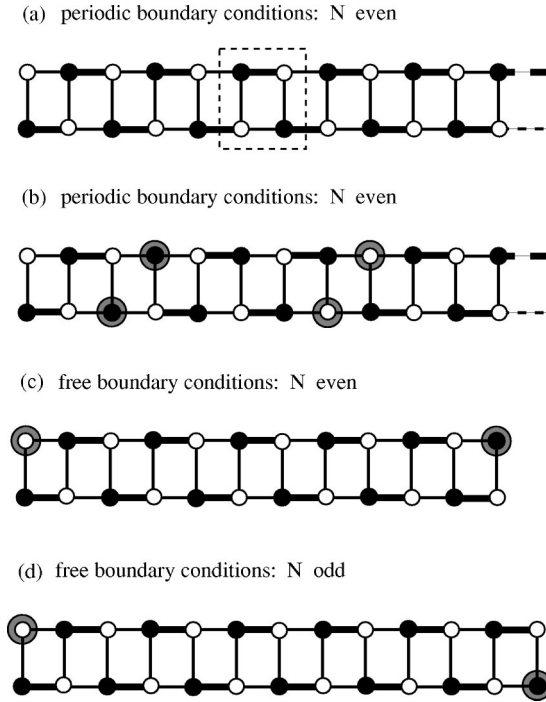 (a) periodic boundary conditions: N even
(b) periodic boundary conditions: N even
(c) free boundary conditions: N even
(d) free boundary conditions: N odd